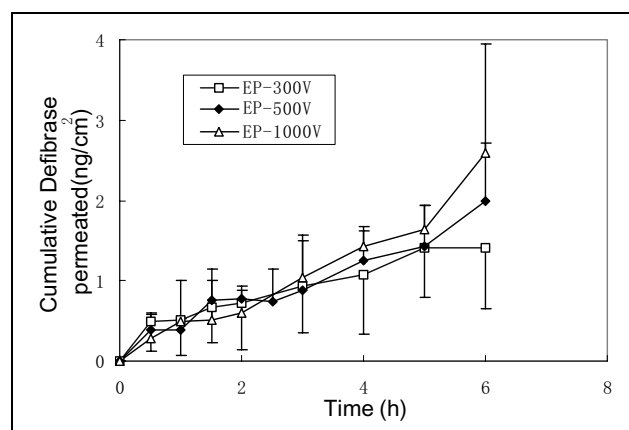 4
3
2
1
0
0 2 4 6 8
EP-300V
EP-500V
EP-1000V
Cumulative Defibrase
permeated(ng/cm²)
Time (h)